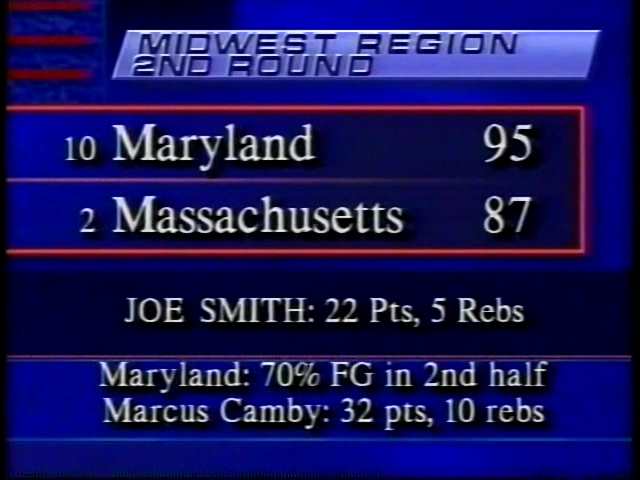 MIDWEST REGION
2ND ROUND
10 Maryland 95
2 Massachusetts 87
JOE SMITH: 22 Pts, 5 Rebs
Maryland: 70% FG in 2nd half
Marcus Camby: 32 pts, 10 rebs